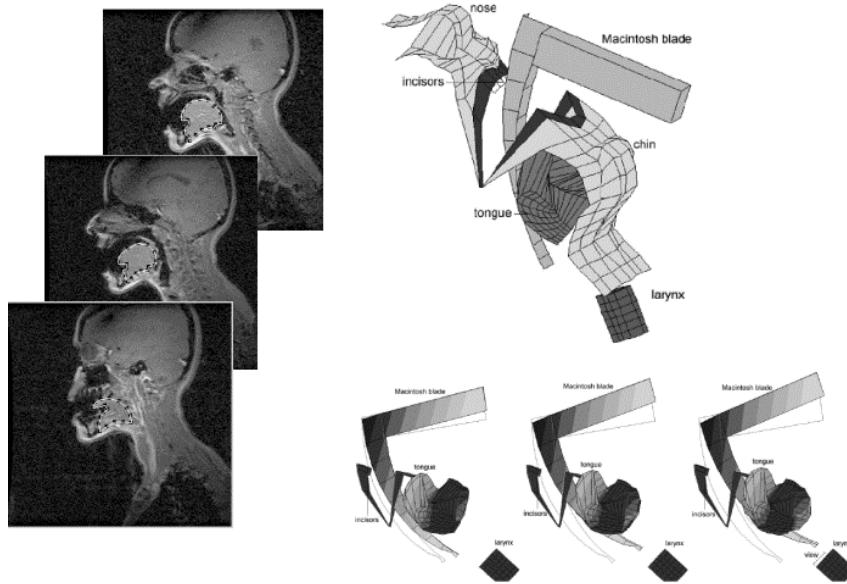 nose
Macintosh blade
incisors
chin
tongue
larynx
Macintosh blade
tongue
incisors
larynx
Macintosh blade
tongue
incisors
larynx
Macintosh blade
tongue
incisors
view